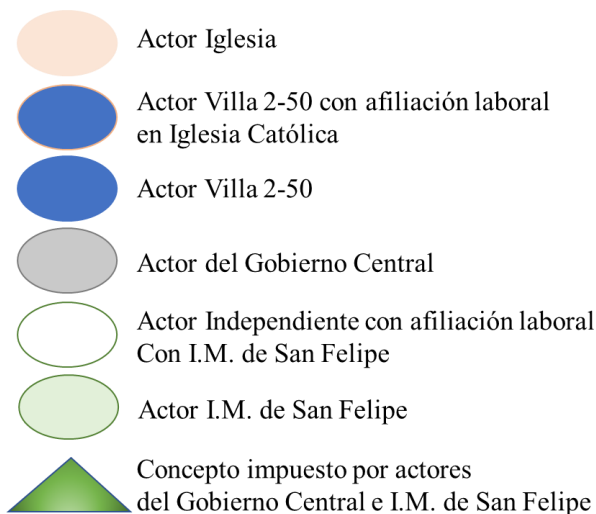 Actor Iglesia
Actor Villa 2-50 con afiliación laboral
en Iglesia Católica
Actor Villa 2-50
Actor del Gobierno Central
Actor Independiente con afiliación laboral
Con I.M. de San Felipe
Actor I.M. de San Felipe
Concepto impuesto por actores
del Gobierno Central e I.M. de San Felipe